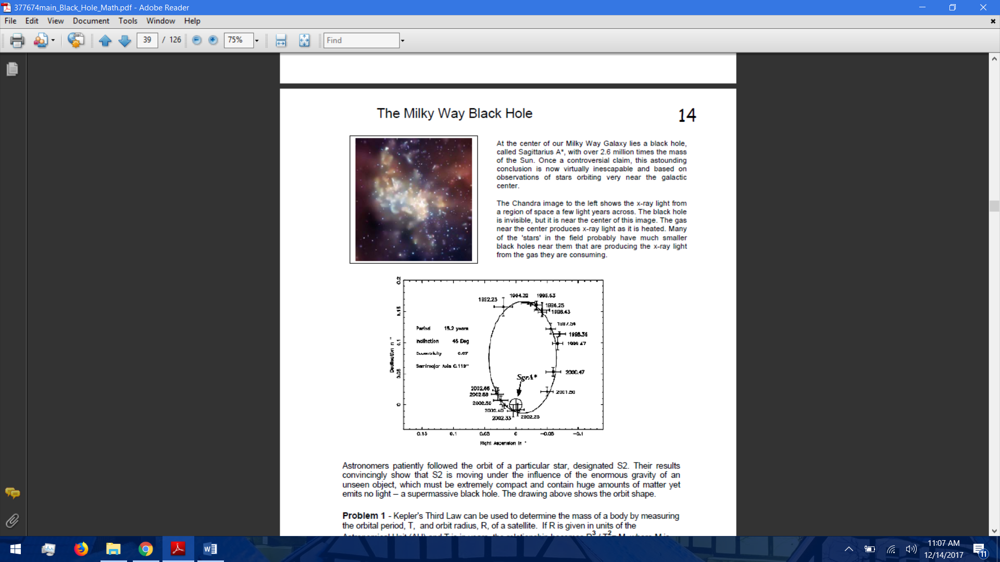 377674main_Black_Hole_Math.pdf - Adobe Reader
File Edit View Document Tools Window Help
39 / 126 75% Find
The Milky Way Black Hole 14
At the center of our Milky Way Galaxy lies a black hole,
called Sagittarius A*, with over 2.6 million times the mass
of the Sun. Once a controversial claim, this astounding
conclusion is now virtually inescapable and based on
observations of stars orbiting very near the galactic
center.
The Chandra image to the left shows the x-ray light from
a region of space a few light years across. The black hole
is invisible, but it is near the center of this image. The gas
near the center produces x-ray light as it is heated. Many
of the 'stars' in the field probably have much smaller
black holes near them that are producing the x-ray light
from the gas they are consuming.
0.2
1992.23 1994.32 1995.53
1996.25
0.15 1996.43
1997.54
Period 15.2 years 1998.36
Inclination 46 Deg 0.1 1999.47
Eccentricity 0.87
Semimajor Axis 0.119"
Declination in "
0.05 2000.47
SgrA*
2002.66 2001.50
2002.58
2002.50 0
2002.40
2002.33 2002.25
0.15 0.1 0.05 0 -0.05 -0.1
Right Ascension in "
Astronomers patiently followed the orbit of a particular star, designated S2. Their results
convincingly show that S2 is moving under the influence of the enormous gravity of an
unseen object, which must be extremely compact and contain huge amounts of matter yet
emits no light – a supermassive black hole. The drawing above shows the orbit shape.
Problem 1 - Kepler's Third Law can be used to determine the mass of a body by measuring
the orbital period, T, and orbit radius, R, of a satellite. If R is given in units of the
11:07 AM
12/14/2017
11